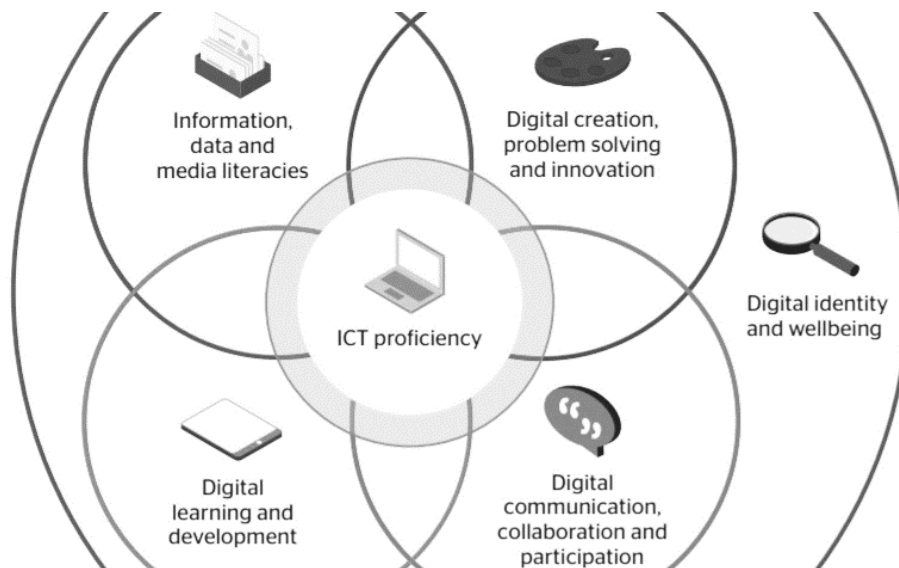 Information,
data and
media literacies
Digital creation,
problem solving
and innovation
ICT proficiency
Digital identity
and wellbeing
Digital
learning and
development
Digital
communication,
collaboration and
participation